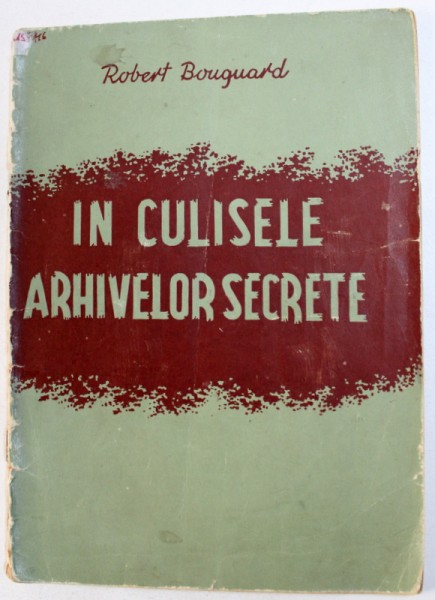 Robert Bouguard
IN CULISELE
ARHIVELOR SECRETE